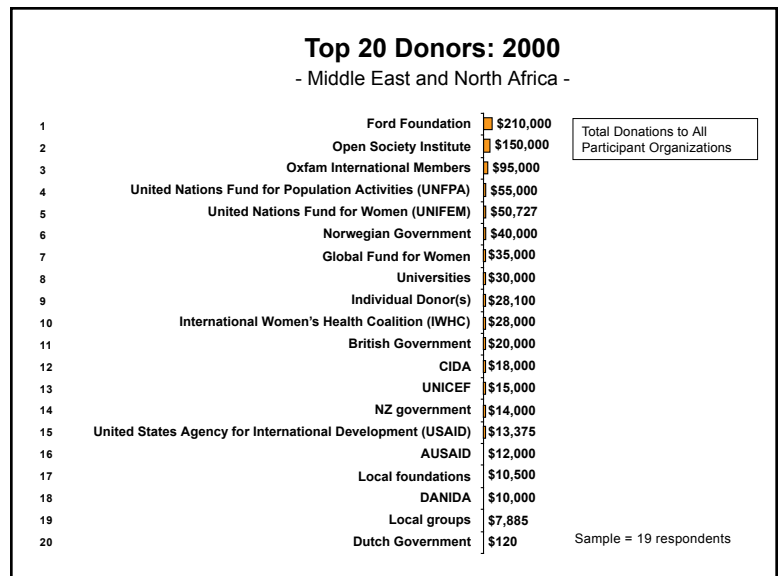 Top 20 Donors: 2000
- Middle East and North Africa -
1 Ford Foundation $210,000
2 Open Society Institute $150,000
3 Oxfam International Members $95,000
4 United Nations Fund for Population Activities (UNFPA) $55,000
5 United Nations Fund for Women (UNIFEM) $50,727
6 Norwegian Government $40,000
7 Global Fund for Women $35,000
8 Universities $30,000
9 Individual Donor(s) $28,100
10 International Women's Health Coalition (IWHC) $28,000
11 British Government $20,000
12 CIDA $18,000
13 UNICEF $15,000
14 NZ government $14,000
15 United States Agency for International Development (USAID) $13,375
16 AUSAID $12,000
17 Local foundations $10,500
18 DANIDA $10,000
19 Local groups $7,885
20 Dutch Government $120
Total Donations to All
Participant Organizations
Sample = 19 respondents